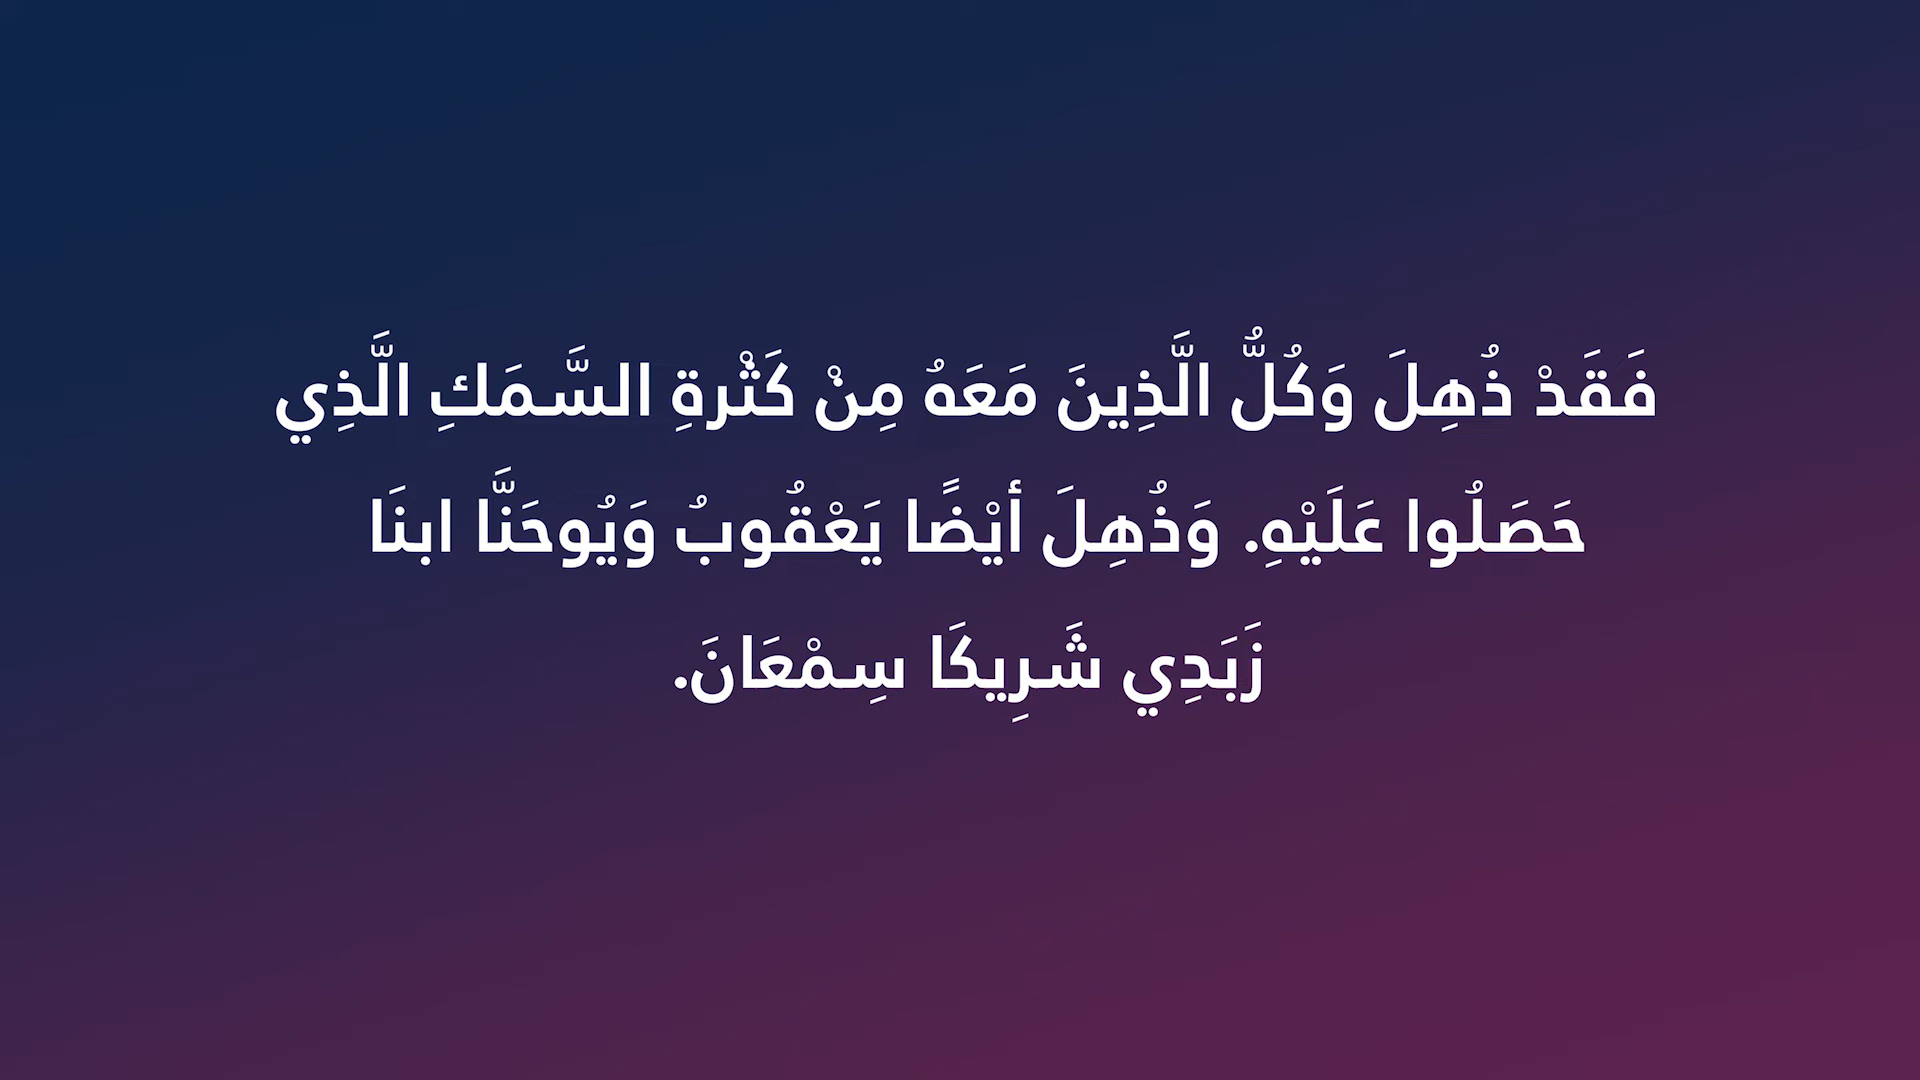 فَقَدْ ذُهِلَ وَكُلُّ الَّذِينَ مَعَهُ مِنْ كَثْرةِ السَّمَكِ الَّذِي
حَصَلُوا عَلَيْهِ. وَذُهِلَ أيْضًا يَعْقُوبُ وَيُوحَنَّا ابنَا
زَبَدِي شَرِيكَا سِمْعَانَ.